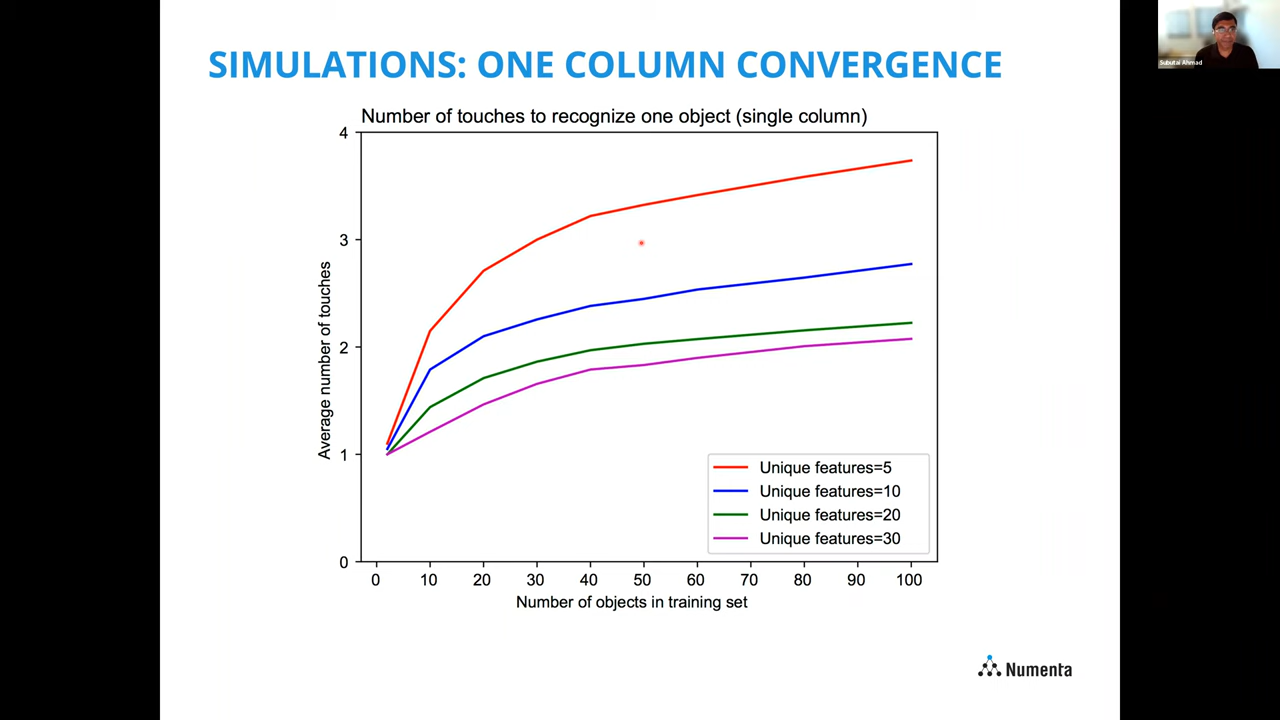 SIMULATIONS: ONE COLUMN CONVERGENCE
Subutai Ahmad
Number of touches to recognize one object (single column)
4
3
2
1
0
Average number of touches
Unique features=5
Unique features=10
Unique features=20
Unique features=30
0 10 20 30 40 50 60 70 80 90 100
Number of objects in training set
Numenta